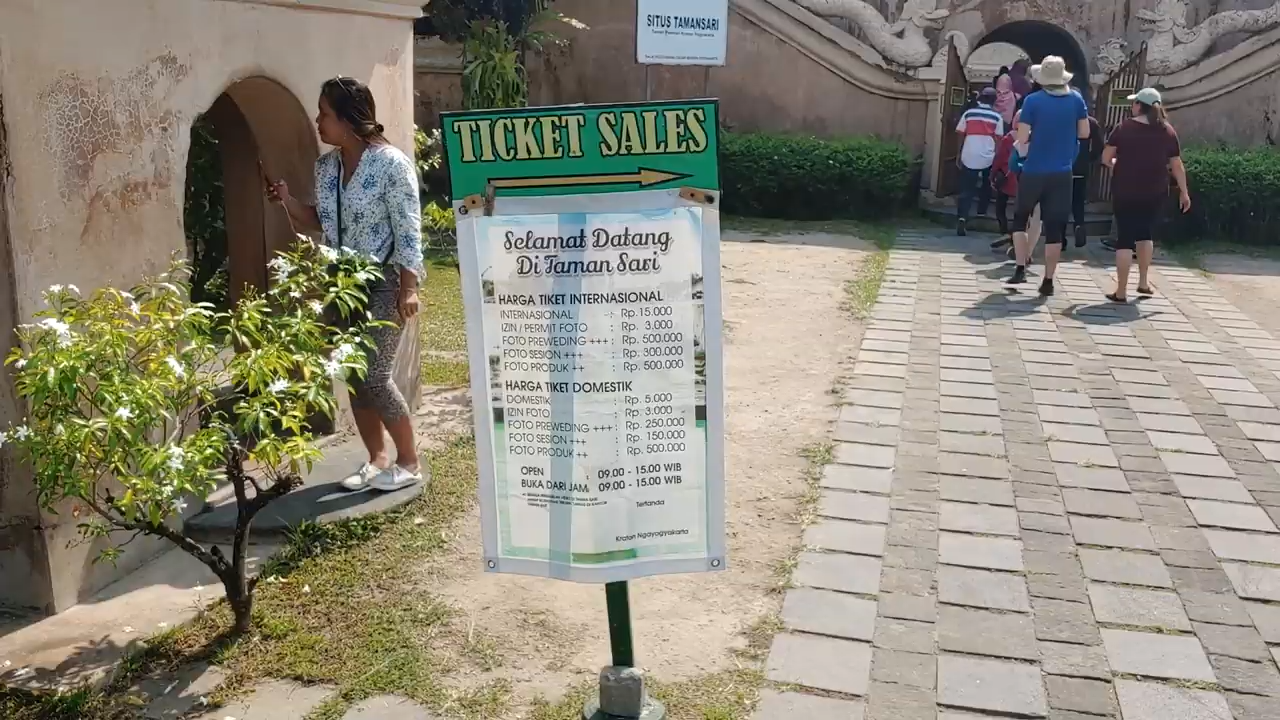 SITUS TAMANSARI
TICKET SALES
Selamat Datang
Di Taman Sari
HARGA TIKET INTERNASIONAL
INTERNASIONAL -: Rp. 15.000
IZIN / PERMIT FOTO : Rp. 3.000
FOTO PREWEDING +++ : Rp. 500.000
FOTO SESION +++ : Rp. 300.000
FOTO PRODUK ++ : Rp. 500.000
HARGA TIKET DOMESTIK
DOMESTIK : Rp. 5.000
IZIN FOTO : Rp. 3.000
FOTO PREWEDING +++ : Rp. 250.000
FOTO SESION +++ : Rp. 150.000
FOTO PRODUK ++ : Rp. 500.000
OPEN : 09.00 - 15.00 WIB
BUKA DARI JAM : 09.00 - 15.00 WIB
Tertanda
Kraton Ngayogyakarta